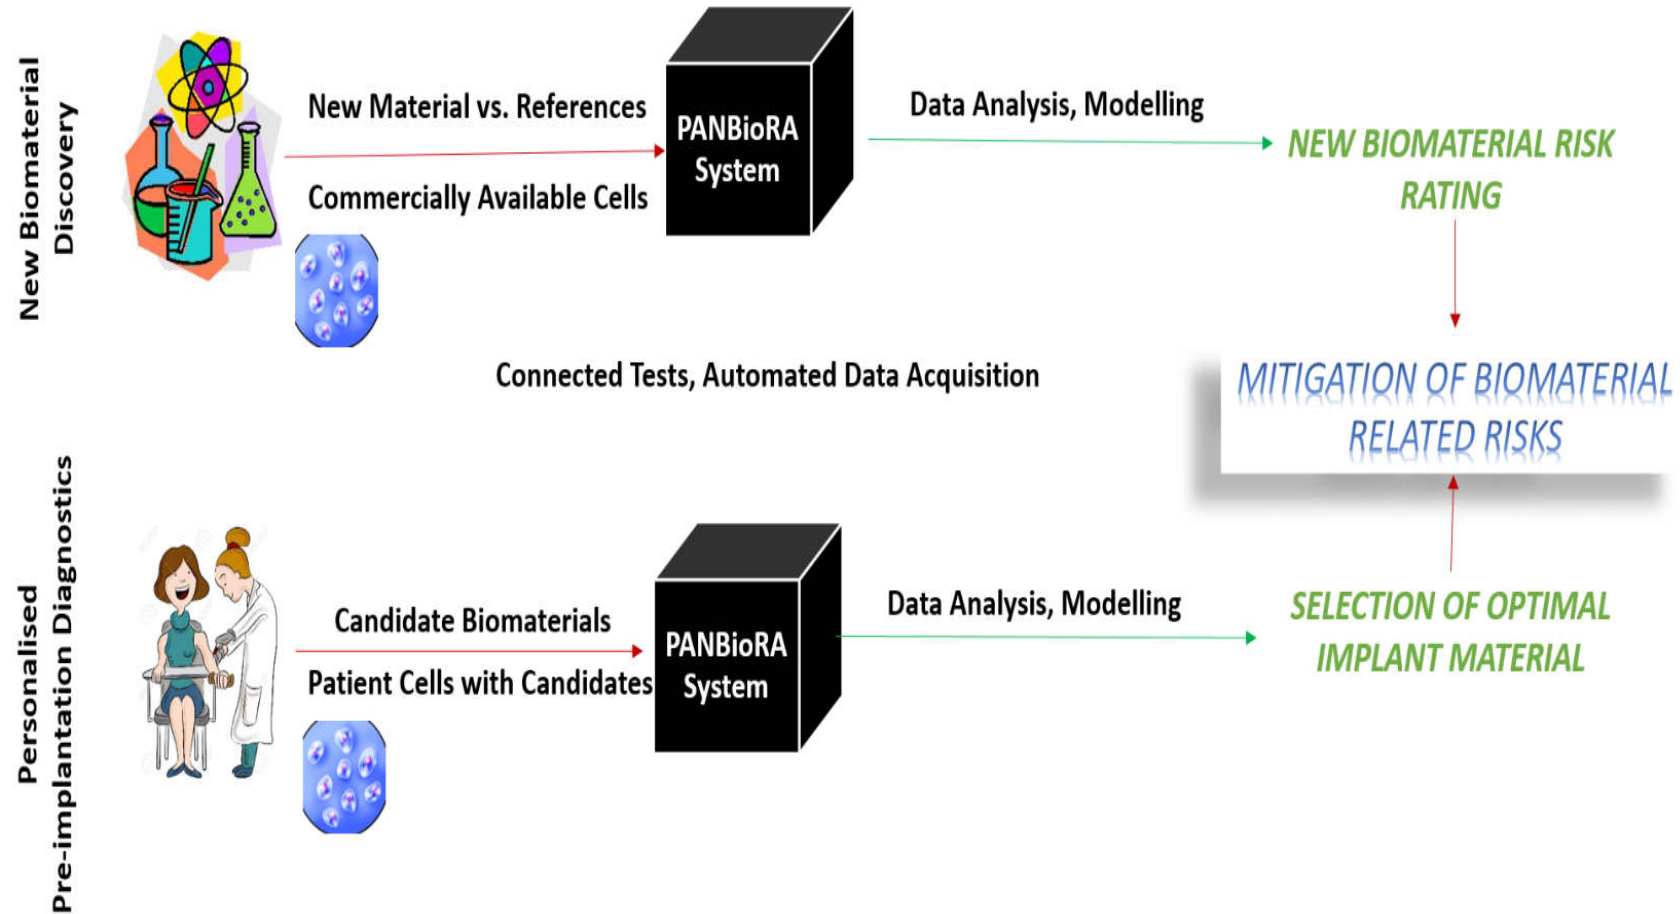 New Biomaterial
Discovery
New Material vs. References
Commercially Available Cells
PANBioRA
System
Data Analysis, Modelling
NEW BIOMATERIAL RISK
RATING
Connected Tests, Automated Data Acquisition
MITIGATION OF BIOMATERIAL
RELATED RISKS
Personalised
Pre-implantation Diagnostics
Candidate Biomaterials
Patient Cells with Candidates
PANBioRA
System
Data Analysis, Modelling
SELECTION OF OPTIMAL
IMPLANT MATERIAL